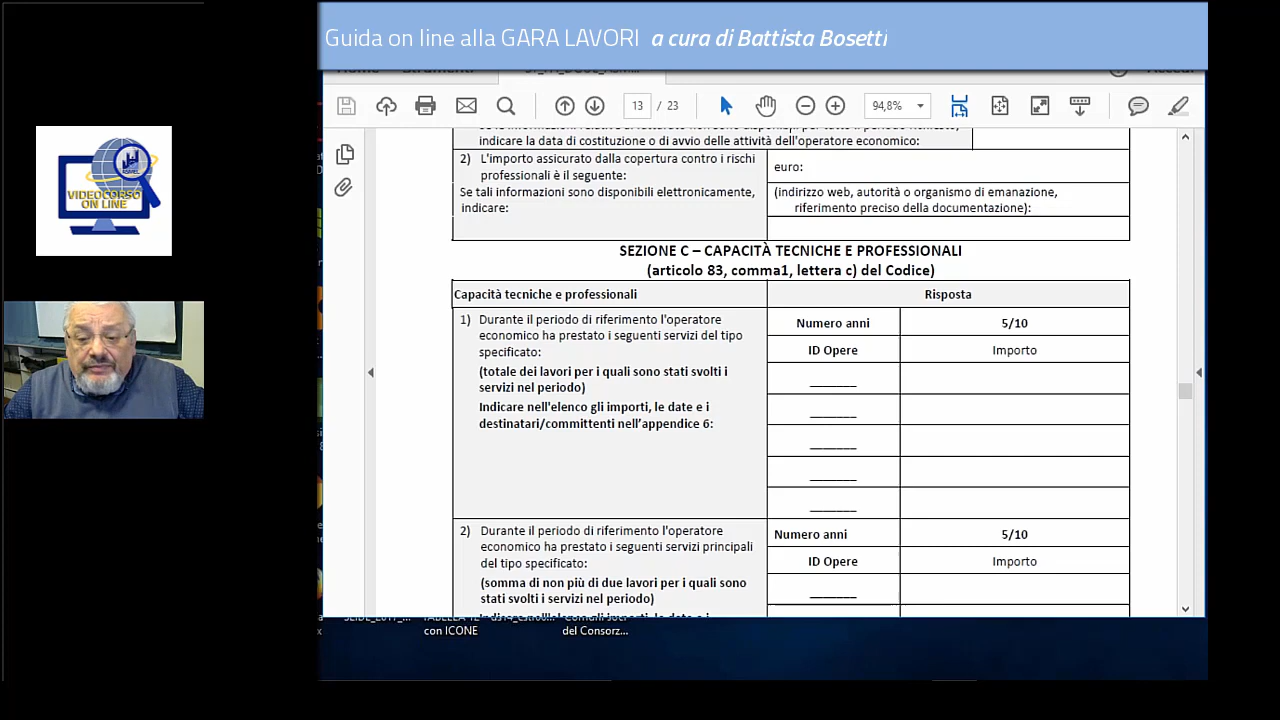 Guida on line alla GARA LAVORI a cura di Battista Bosetti
13 / 23
94,8%
indicare la data di costituzione o di avvio delle attività dell'operatore economico:
2) L'importo assicurato dalla copertura contro i rischi
professionali è il seguente:
euro:
Se tali informazioni sono disponibili elettronicamente,
indicare:
(indirizzo web, autorità o organismo di emanazione,
riferimento preciso della documentazione):
SEZIONE C – CAPACITÀ TECNICHE E PROFESSIONALI
(articolo 83, comma1, lettera c) del Codice)
Capacità tecniche e professionali
Risposta
1) Durante il periodo di riferimento l'operatore
economico ha prestato i seguenti servizi del tipo
specificato:
(totale dei lavori per i quali sono stati svolti i
servizi nel periodo)
Indicare nell'elenco gli importi, le date e i
destinatari/committenti nell'appendice 6:
Numero anni
5/10
ID Opere
Importo
_______
_______
_______
_______
_______
2) Durante il periodo di riferimento l'operatore
economico ha prestato i seguenti servizi principali
del tipo specificato:
(somma di non più di due lavori per i quali sono
stati svolti i servizi nel periodo)
Numero anni
5/10
ID Opere
Importo
_______
con ICONE
del Consorz...
VIDEOCORSO
ON LINE